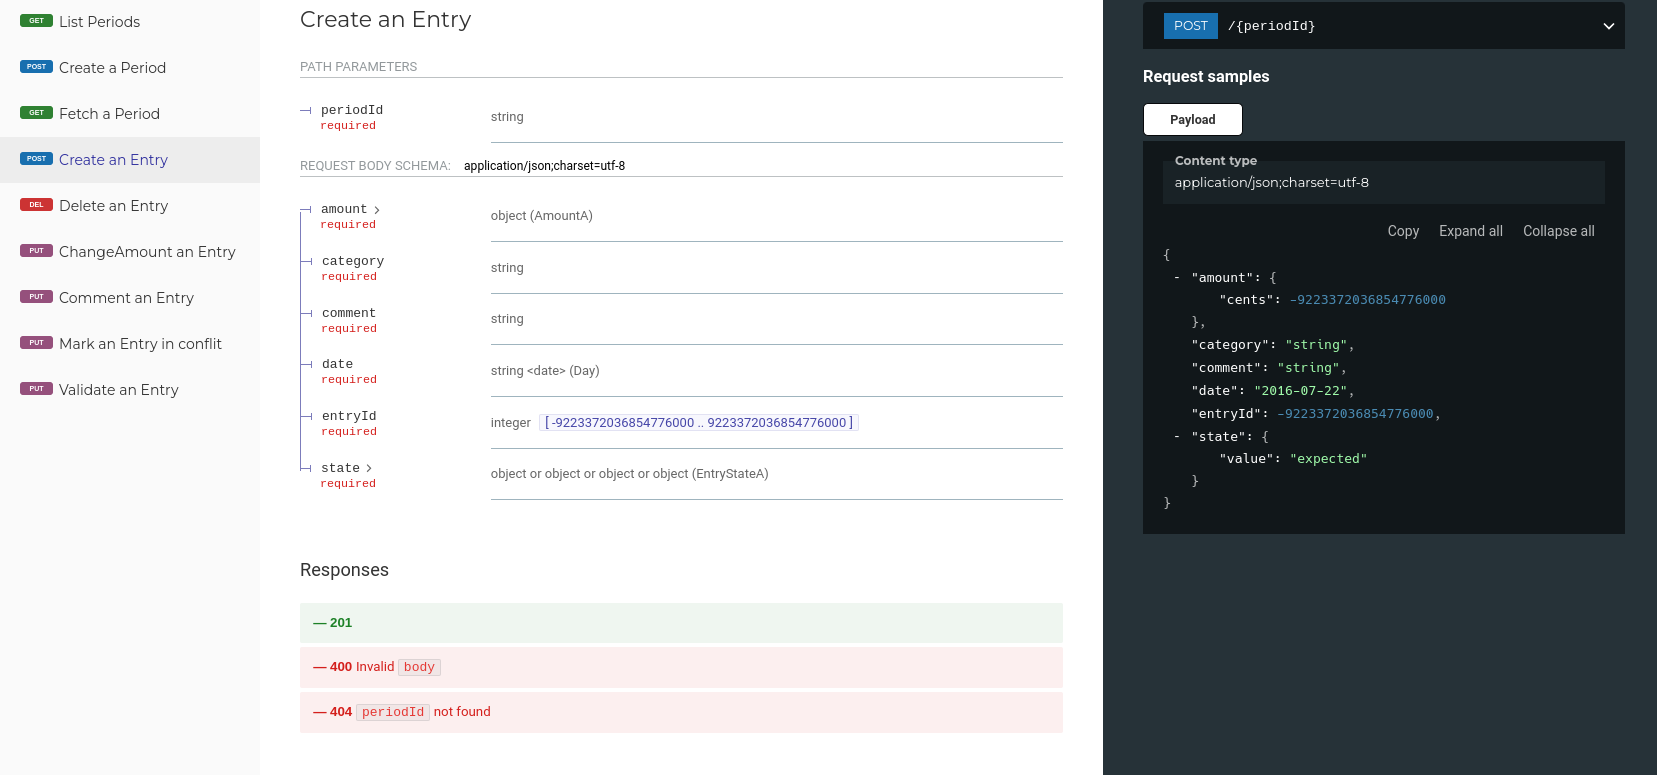 GET List Periods
POST Create a Period
GET Fetch a Period
POST Create an Entry
DEL Delete an Entry
PUT ChangeAmount an Entry
PUT Comment an Entry
PUT Mark an Entry in conflit
PUT Validate an Entry
Create an Entry
PATH PARAMETERS
periodId
required
string
REQUEST BODY SCHEMA: application/json;charset=utf-8
amount
required
object (AmountA)
category
required
string
comment
required
string
date
required
string <date> (Day)
entryId
required
integer [ -9223372036854776000 .. 9223372036854776000 ]
state
required
object or object or object or object (EntryStateA)
Responses
— 201
— 400 Invalid body
— 404 periodId not found
POST /{periodId}
Request samples
Payload
Content type
application/json;charset=utf-8
Copy Expand all Collapse all
{
- "amount": {
"cents": -9223372036854776000
},
"category": "string",
"comment": "string",
"date": "2016-07-22",
"entryId": -9223372036854776000,
- "state": {
"value": "expected"
}
}